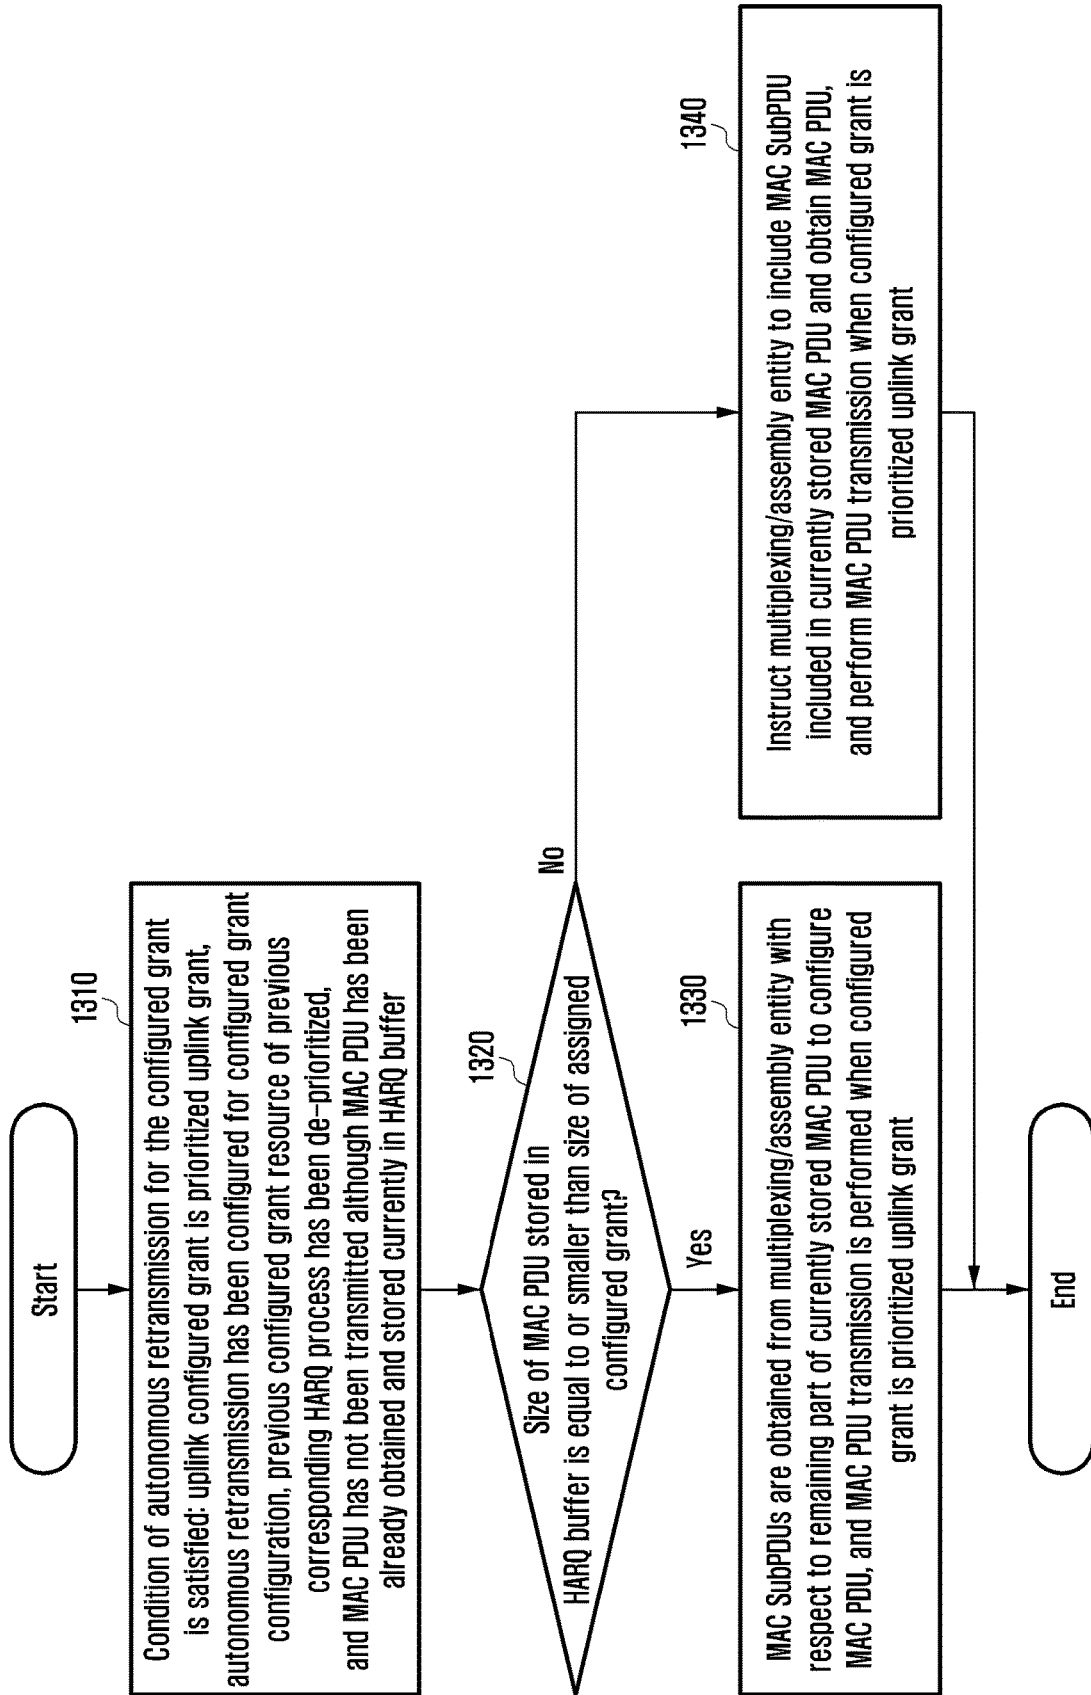 Start
1310
Condition of autonomous retransmission for the configured grant
is satisfied: uplink configured grant is prioritized uplink grant,
autonomous retransmission has been configured for configured grant
configuration, previous configured grant resource of previous
corresponding HARQ process has been de-prioritized,
and MAC PDU has not been transmitted although MAC PDU has been
already obtained and stored currently in HARQ buffer
1320
Size of MAC PDU stored in
HARQ buffer is equal to or smaller than size of assigned
configured grant?
No
Yes
1330
MAC SubPDUs are obtained from multiplexing/assembly entity with
respect to remaining part of currently stored MAC PDU to configure
MAC PDU, and MAC PDU transmission is performed when configured
grant is prioritized uplink grant
1340
Instruct multiplexing/assembly entity to include MAC SubPDU
included in currently stored MAC PDU and obtain MAC PDU,
and perform MAC PDU transmission when configured grant is
prioritized uplink grant
End